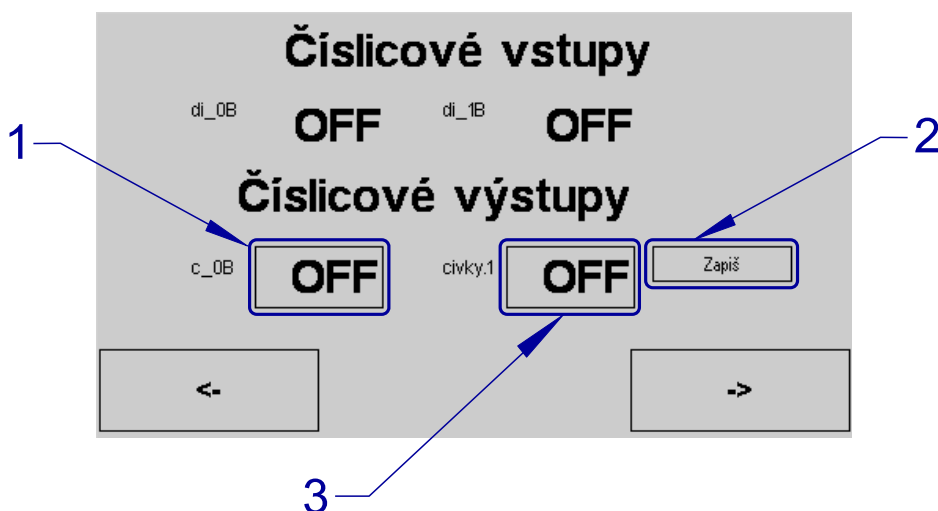 Číslicové vstupy
di_0B OFF di_1B OFF
1 2
Číslicové výstupy
c_0B OFF civky.1 OFF Zapiš
<- ->
3